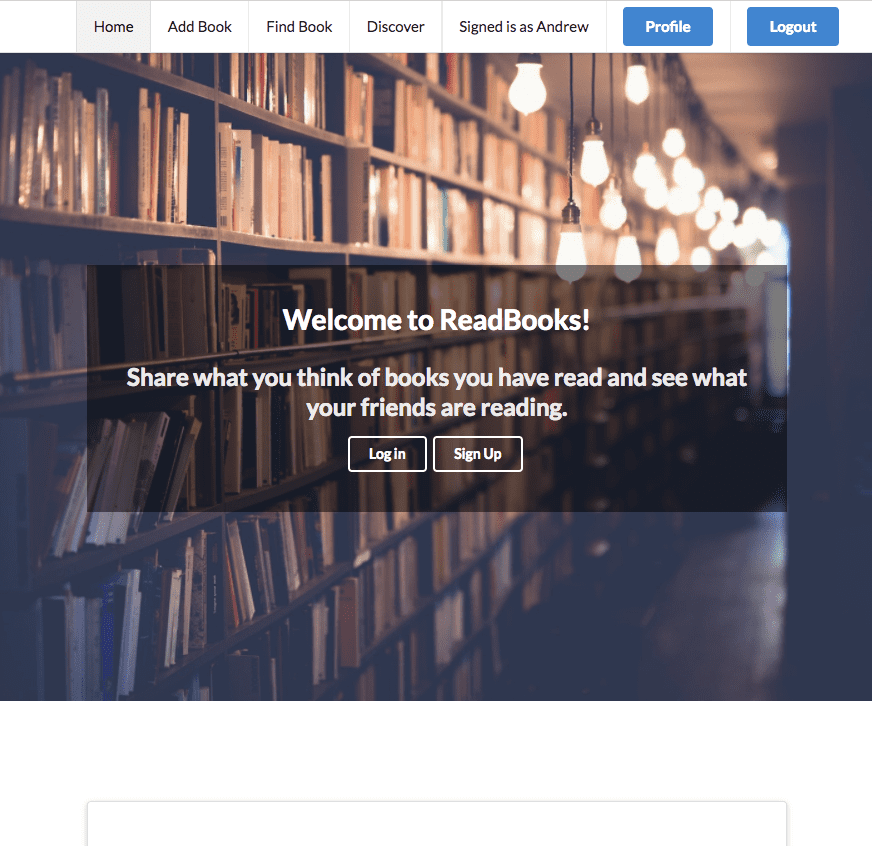 Home Add Book Find Book Discover Signed is as Andrew Profile Logout
Welcome to ReadBooks!
Share what you think of books you have read and see what
your friends are reading.
Log in Sign Up